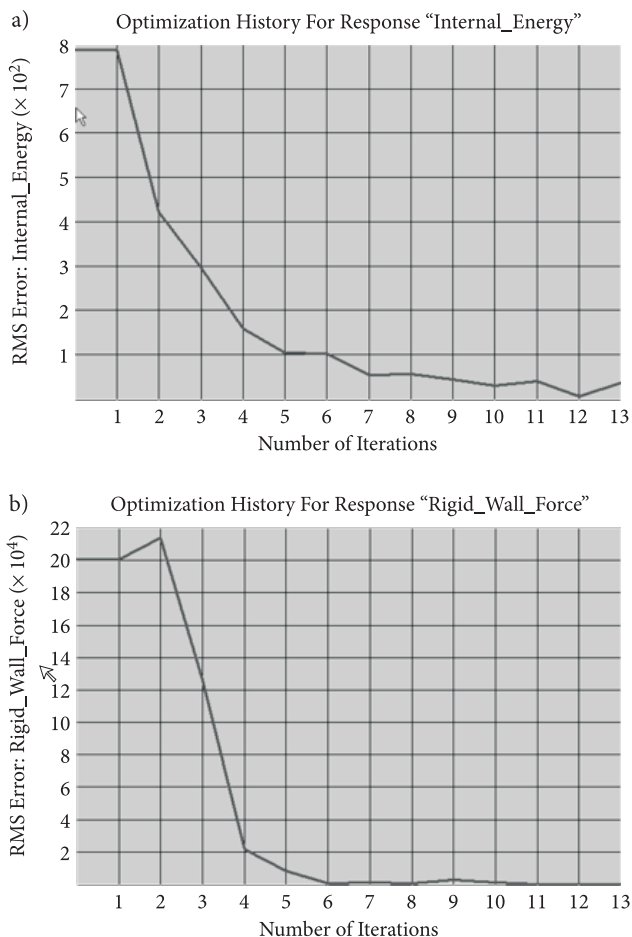 a)
Optimization History For Response “Internal_Energy”
RMS Error: Internal_Energy (× 10²)
8
7
6
5
4
3
2
1
1 2 3 4 5 6 7 8 9 10 11 12 13
Number of Iterations
b)
Optimization History For Response “Rigid_Wall_Force”
RMS Error: Rigid_Wall_Force (× 10⁴)
22
20
18
16
14
12
10
8
6
4
2
1 2 3 4 5 6 7 8 9 10 11 12 13
Number of Iterations